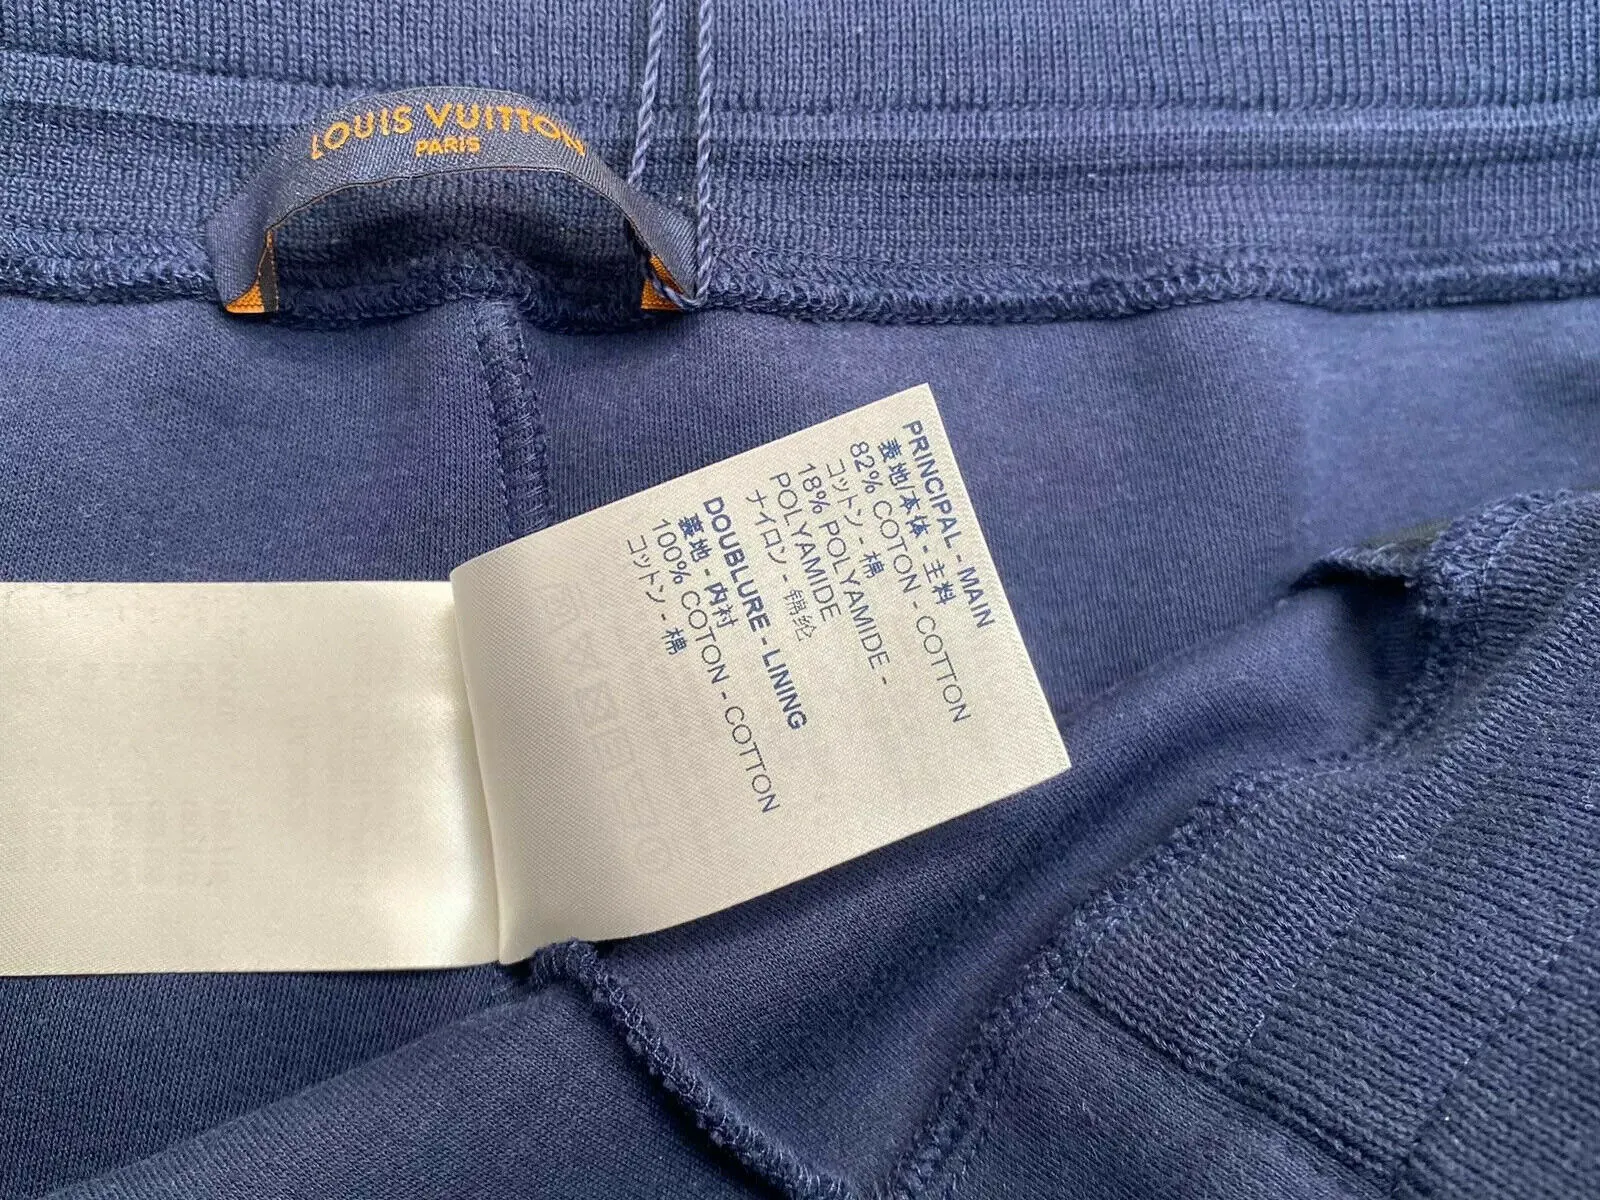 LOUIS VUITTON
PARIS
PRINCIPAL - MAIN
表地/本体 - 主料
82% COTON - COTTON
コットン - 棉
18% POLYAMIDE -
POLYAMIDE
ナイロン - 锦纶
DOUBLURE - LINING
裏地 - 内衬
100% COTON - COTTON
コットン - 棉